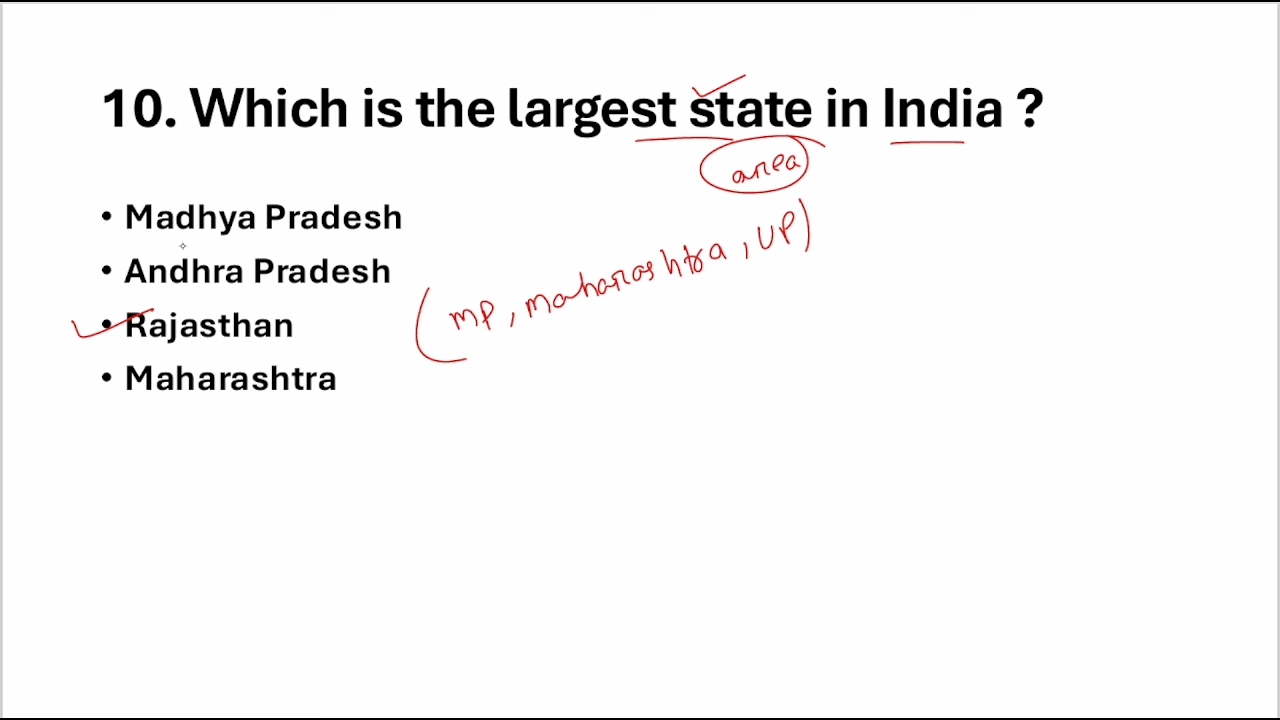 10. Which is the largest state in India ?
area
• Madhya Pradesh
• Andhra Pradesh
• Rajasthan
• Maharashtra
(MP, maharashtra, UP)